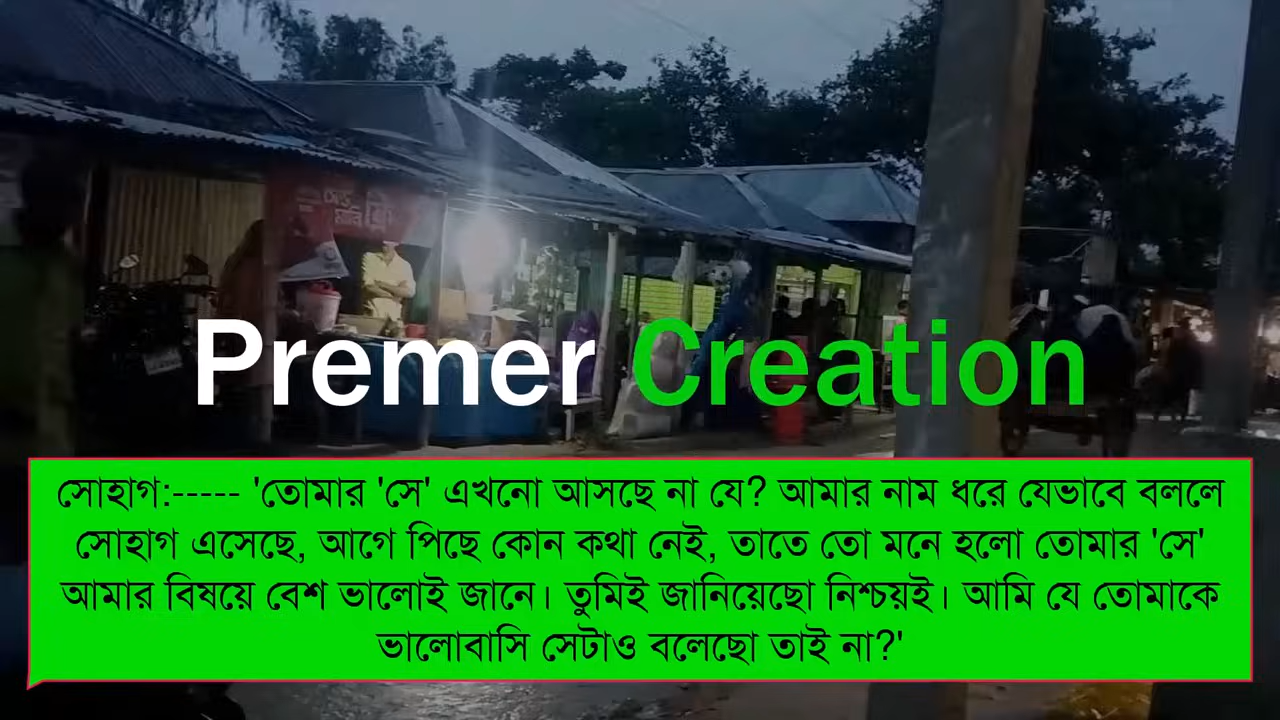 Premer Creation
সোহাগ:----- 'তোমার 'সে' এখনো আসছে না যে? আমার নাম ধরে যেভাবে বললে
সোহাগ এসেছে, আগে পিছে কোন কথা নেই, তাতে তো মনে হলো তোমার 'সে'
আমার বিষয়ে বেশ ভালোই জানে। তুমিই জানিয়েছো নিশ্চয়ই। আমি যে তোমাকে
ভালোবাসি সেটাও বলেছো তাই না?'